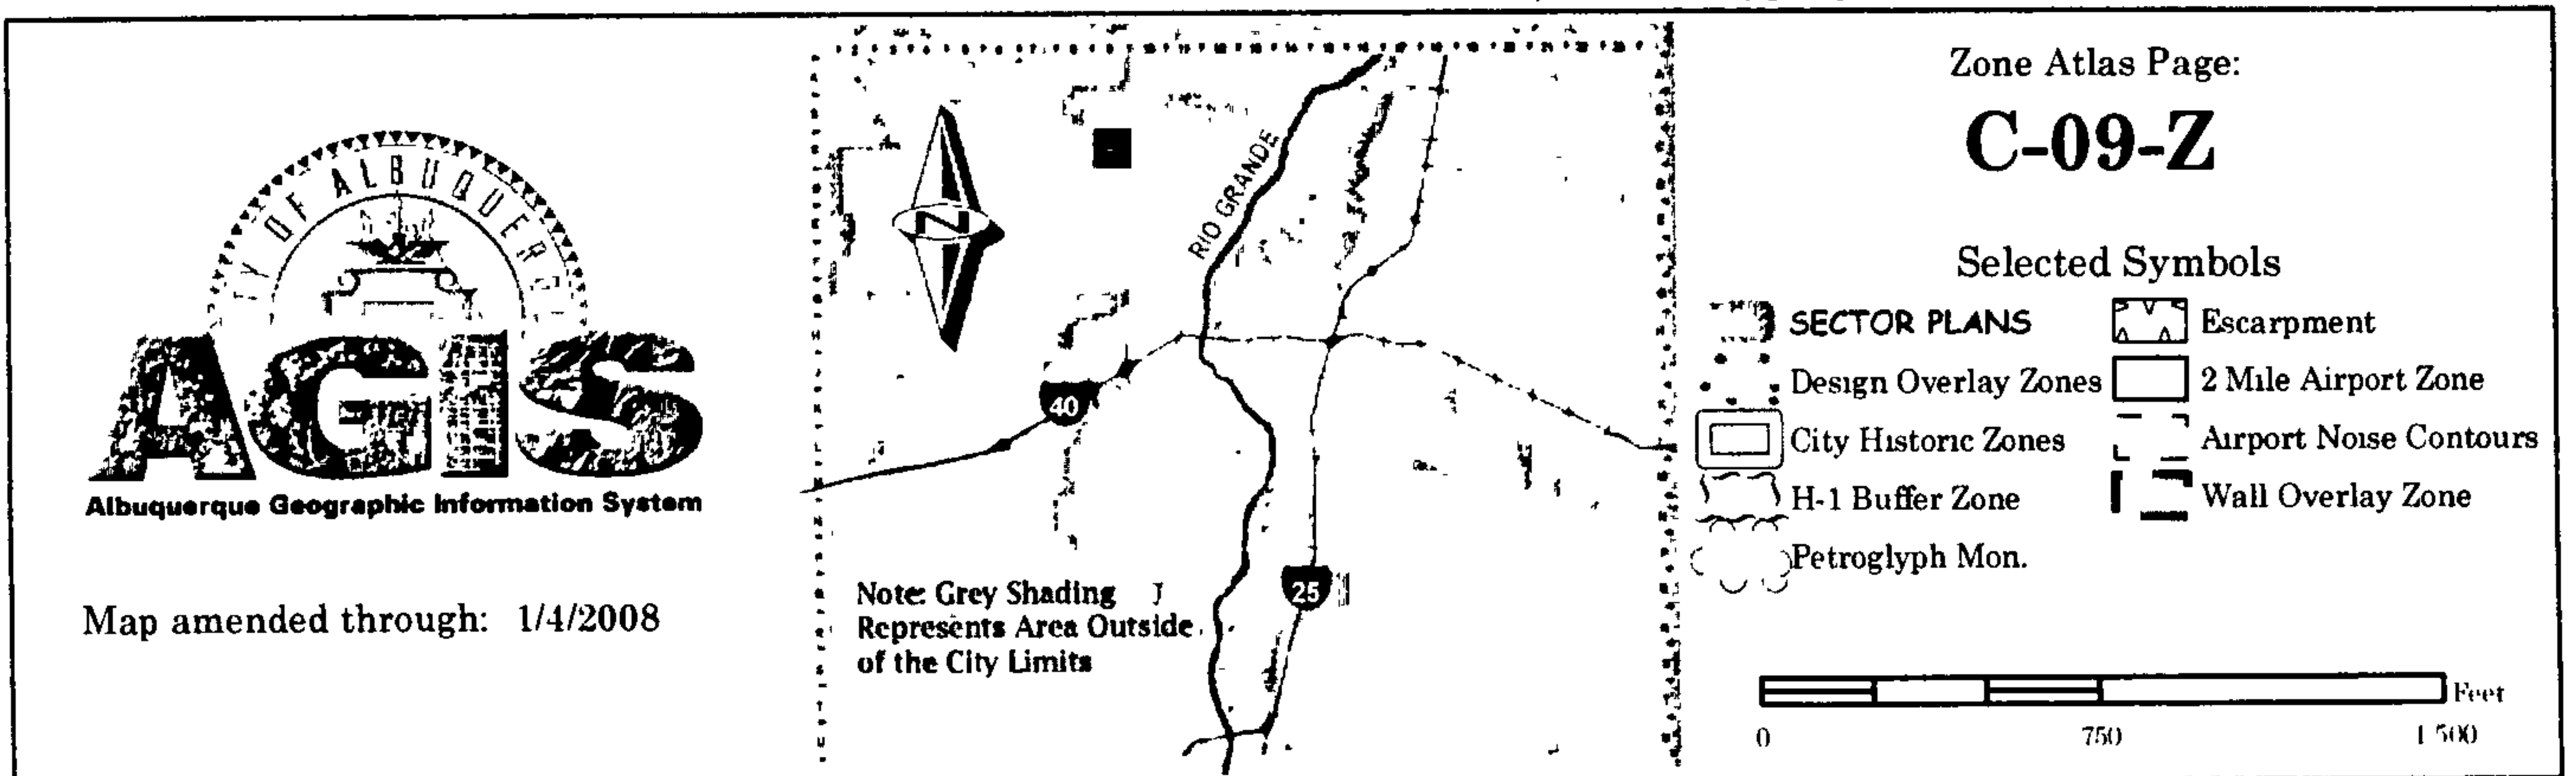 TY OF ALBUQUER
AGIS
Albuquerque Geographic Information System
Map amended through: 1/4/2008
N
RIO GRANDE
40
25
Note: Grey Shading
Represents Area Outside
of the City Limits
Zone Atlas Page:
C-09-Z
Selected Symbols
SECTOR PLANS
Escarpment
Design Overlay Zones
2 Mile Airport Zone
City Historic Zones
Airport Noise Contours
H-1 Buffer Zone
Wall Overlay Zone
Petroglyph Mon.
Feet
0 750 1 500